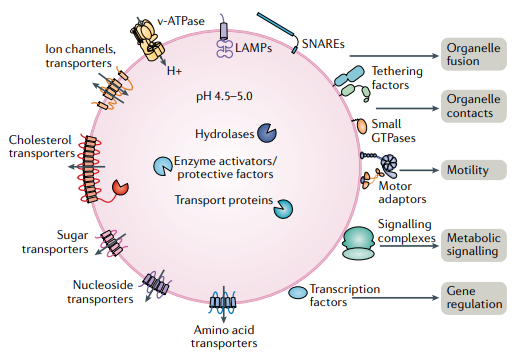 v-ATPase
Ion channels,
transporters
H+
LAMPs
SNAREs
Organelle
fusion
Tethering
factors
pH 4.5–5.0
Organelle
contacts
Hydrolases
Small
GTPases
Cholesterol
transporters
Enzyme activators/
protective factors
Motility
Transport proteins
Motor
adaptors
Sugar
transporters
Signalling
complexes
Metabolic
signalling
Nucleoside
transporters
Transcription
factors
Gene
regulation
Amino acid
transporters